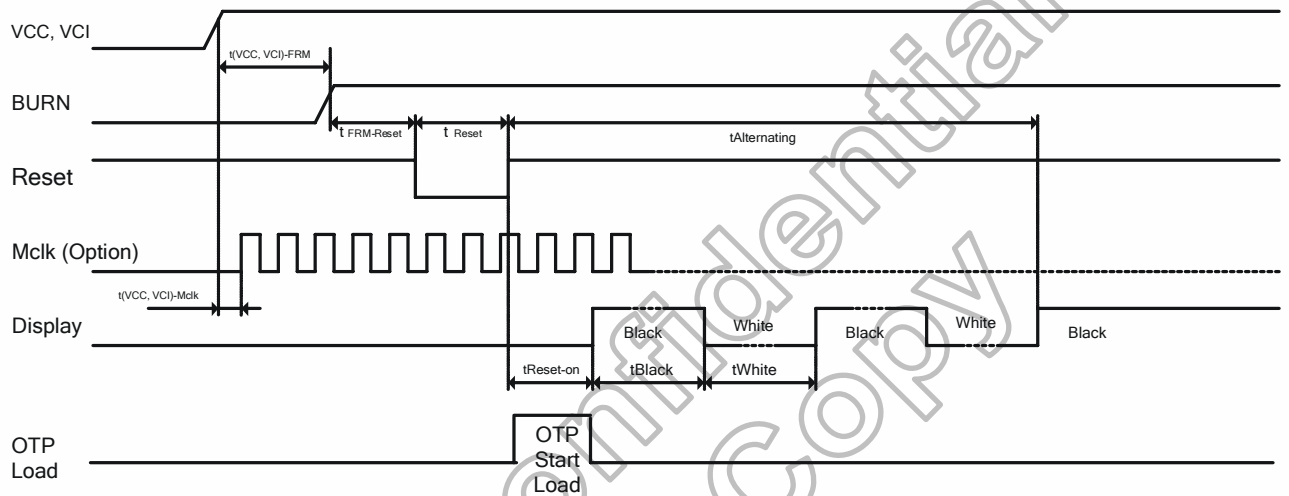 VCC, VCI
t(VCC, VCI)-FRM
BURN
t FRM-Reset
t Reset
tAlternating
Reset
Mclk (Option)
t(VCC, VCI)-Mclk
Display
Black
White
Black
White
Black
tReset-on
tBlack
tWhite
OTP
Load
OTP
Start
Load
Confidential
Copy